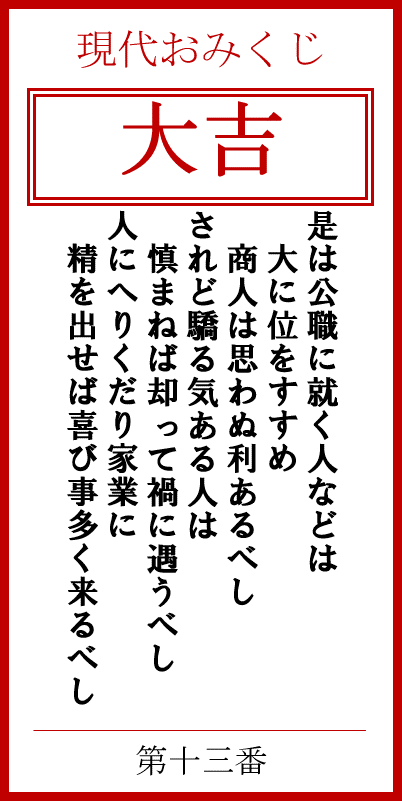 現代おみくじ
大吉
是は公職に就く人などは
大に位をすすめ
商人は思わぬ利あるべし
されど驕る気ある人は
慎まねば却って禍に遇うべし
人にへりくだり家業に
精を出せば喜び事多く来るべし
第十三番